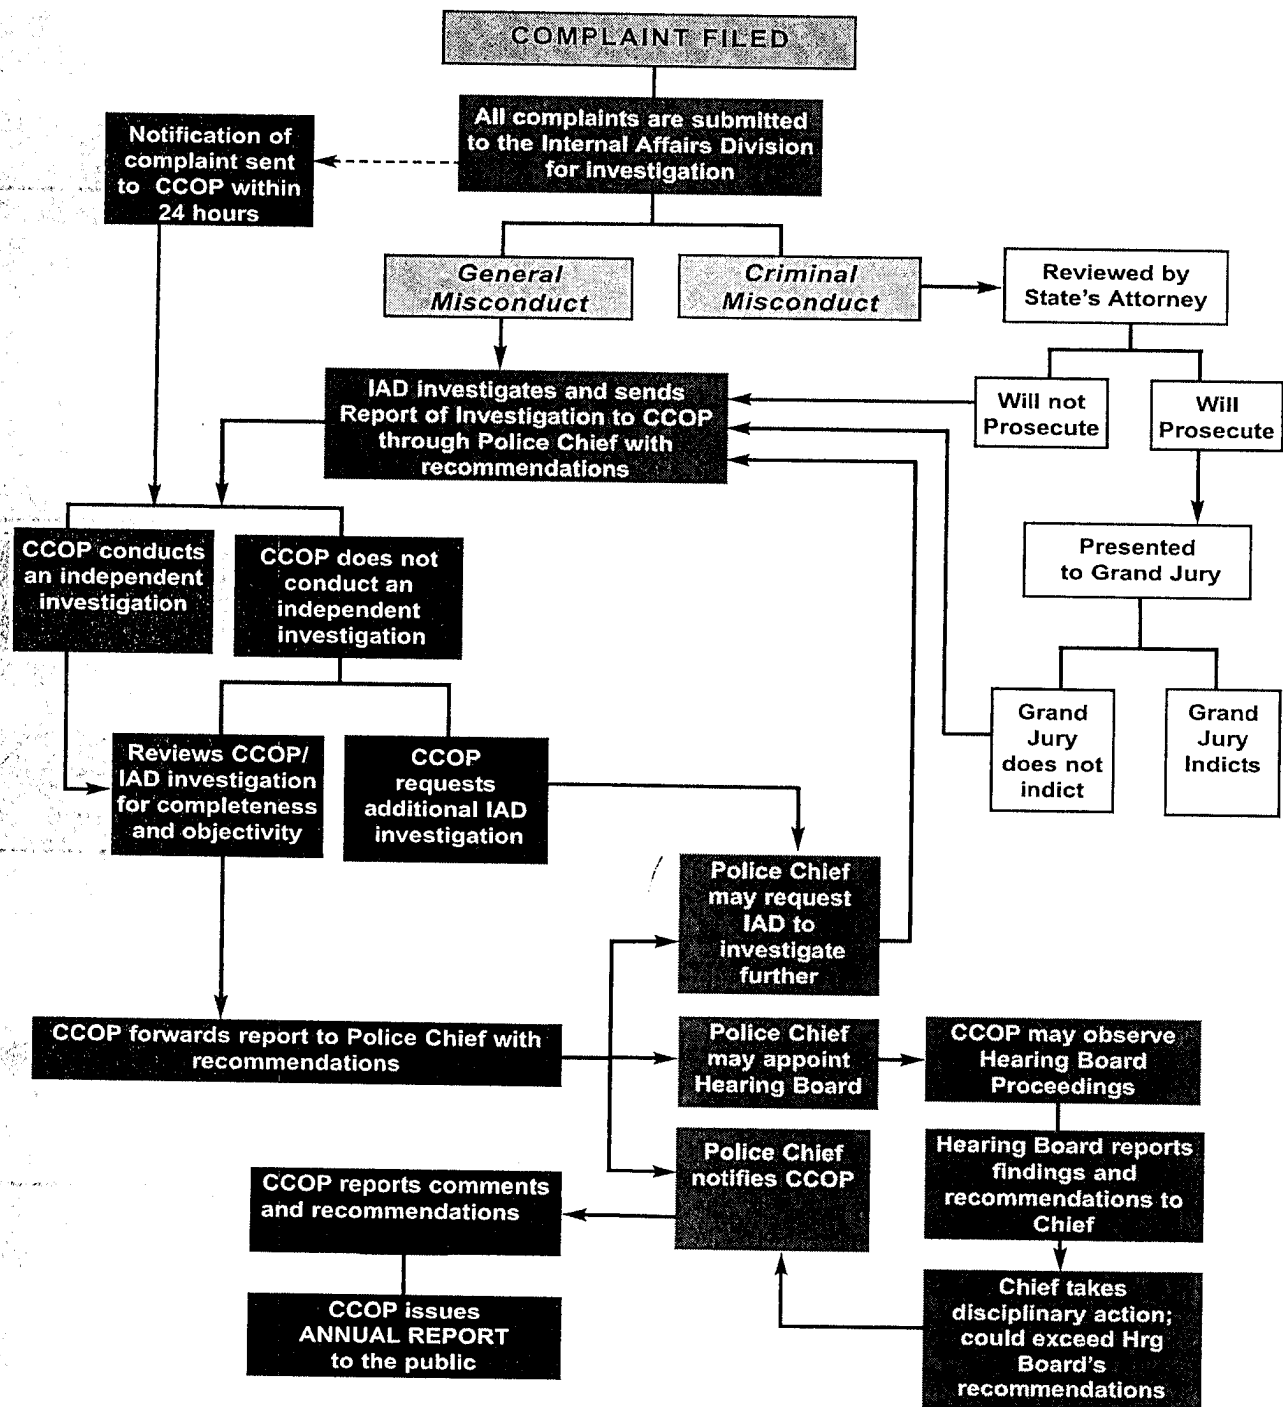 COMPLAINT FILED
All complaints are submitted
to the Internal Affairs Division
for investigation
Notification of
complaint sent
to CCOP within
24 hours
General
Misconduct
Criminal
Misconduct
Reviewed by
State's Attorney
IAD investigates and sends
Report of Investigation to CCOP
through Police Chief with
recommendations
Will not
Prosecute
Will
Prosecute
CCOP conducts
an independent
investigation
CCOP does not
conduct an
independent
investigation
Presented
to Grand Jury
Grand
Jury
does not
indict
Grand
Jury
Indicts
Reviews CCOP/
IAD investigation
for completeness
and objectivity
CCOP
requests
additional IAD
investigation
Police Chief
may request
IAD to
investigate
further
CCOP forwards report to Police Chief with
recommendations
Police Chief
may appoint
Hearing Board
CCOP may observe
Hearing Board
Proceedings
Police Chief
notifies CCOP
Hearing Board reports
findings and
recommendations to
Chief
CCOP reports comments
and recommendations
Chief takes
disciplinary action;
could exceed Hrg
Board's
recommendations
CCOP issues
ANNUAL REPORT
to the public